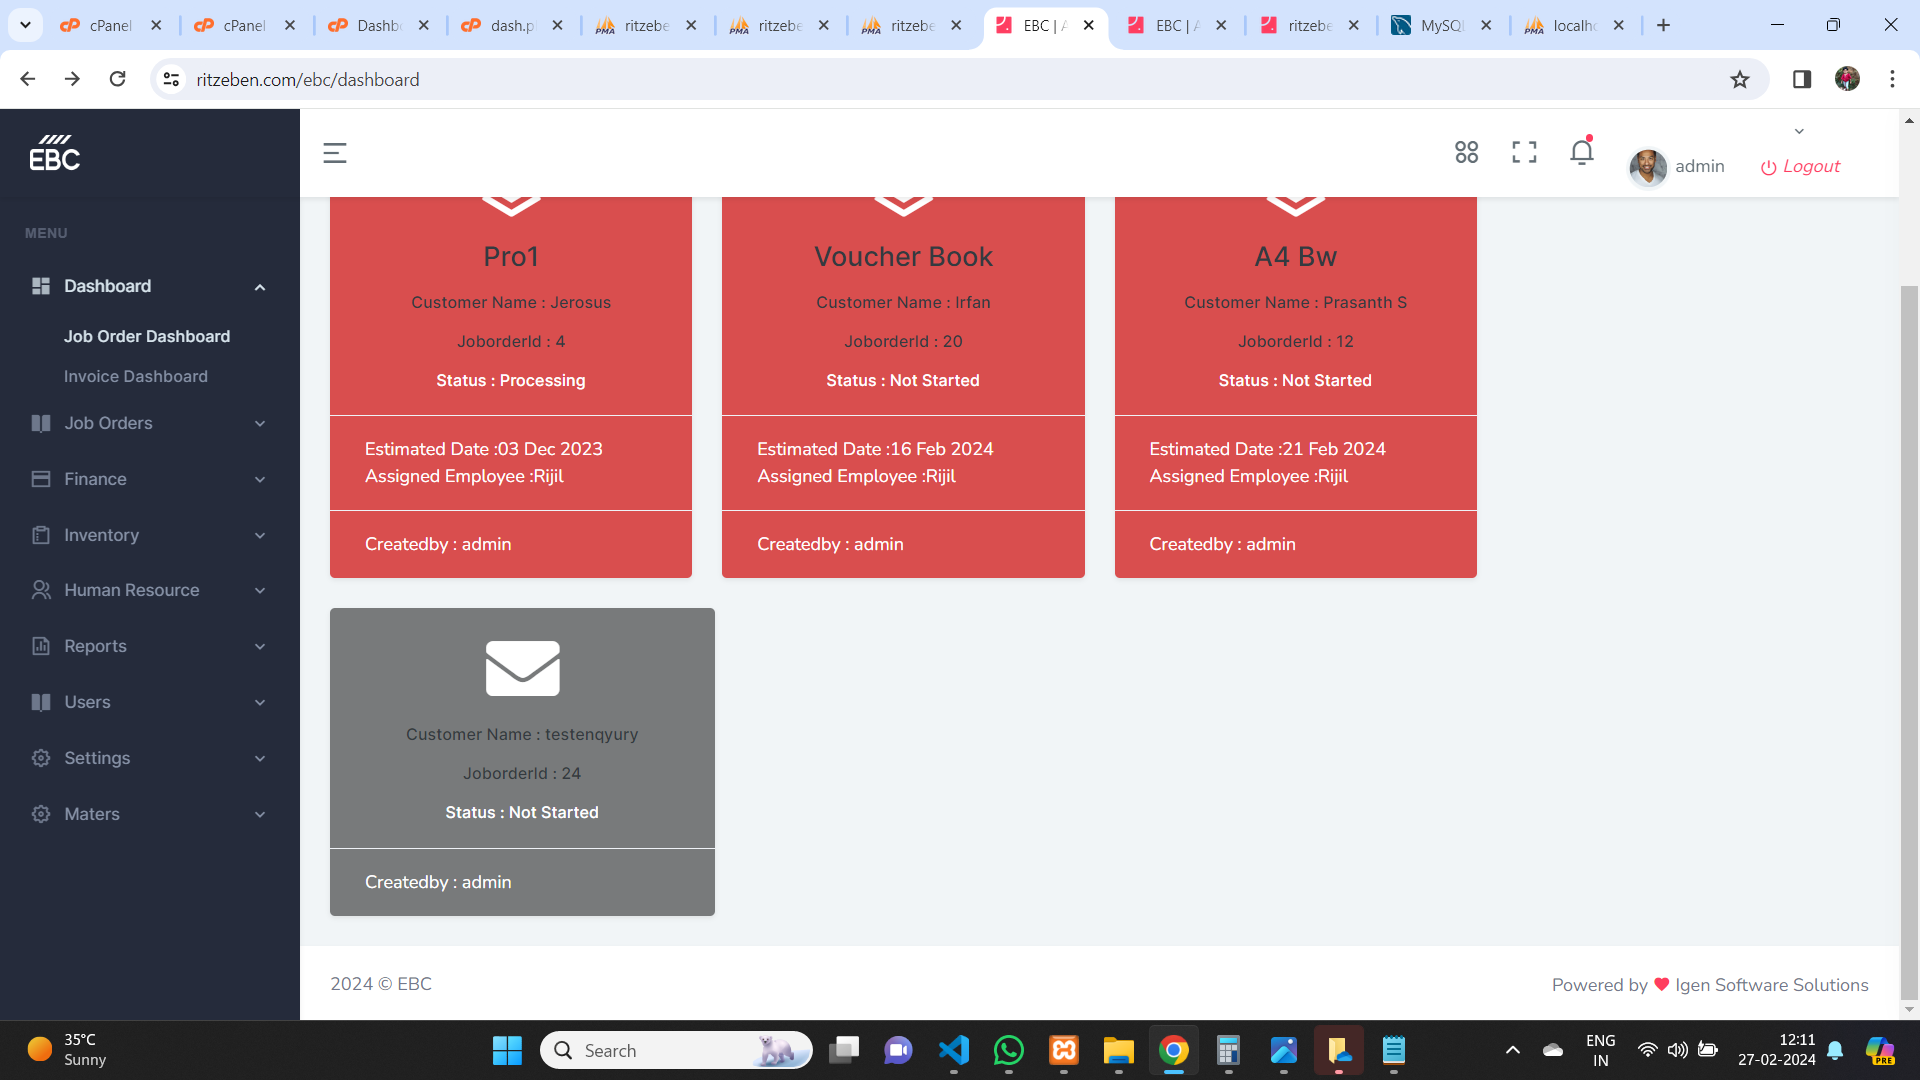 cPanel
cPanel
Dashb
dash.p
ritzebe
ritzebe
ritzebe
EBC | A
EBC | A
ritzebe
MySQL
localho
ritzeben.com/ebc/dashboard
EBC
admin
Logout
MENU
Dashboard
Job Order Dashboard
Invoice Dashboard
Job Orders
Finance
Inventory
Human Resource
Reports
Users
Settings
Maters
Pro1
Customer Name : Jerosus
JoborderId : 4
Status : Processing
Estimated Date :03 Dec 2023
Assigned Employee :Rijil
Createdby : admin
Voucher Book
Customer Name : Irfan
JoborderId : 20
Status : Not Started
Estimated Date :16 Feb 2024
Assigned Employee :Rijil
Createdby : admin
A4 Bw
Customer Name : Prasanth S
JoborderId : 12
Status : Not Started
Estimated Date :21 Feb 2024
Assigned Employee :Rijil
Createdby : admin
Customer Name : testenqyury
JoborderId : 24
Status : Not Started
Createdby : admin
2024 © EBC
Powered by ❤ Igen Software Solutions
35°C
Sunny
Search
ENG
IN
12:11
27-02-2024
PRE